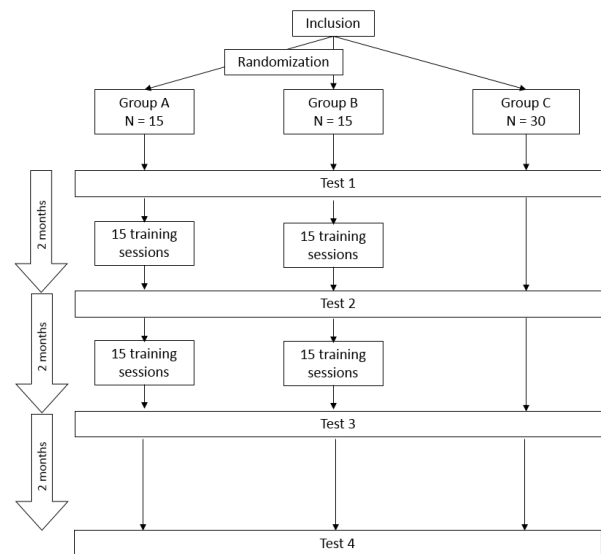 Inclusion
Randomization
Group A
N = 15
Group B
N = 15
Group C
N = 30
Test 1
2 months
15 training
sessions
15 training
sessions
Test 2
2 months
15 training
sessions
15 training
sessions
Test 3
2 months
Test 4